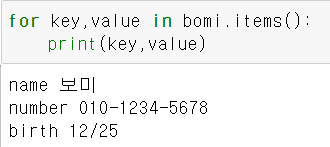 for key,value in bomi.items():
    print(key,value)
name 보미
number 010-1234-5678
birth 12/25